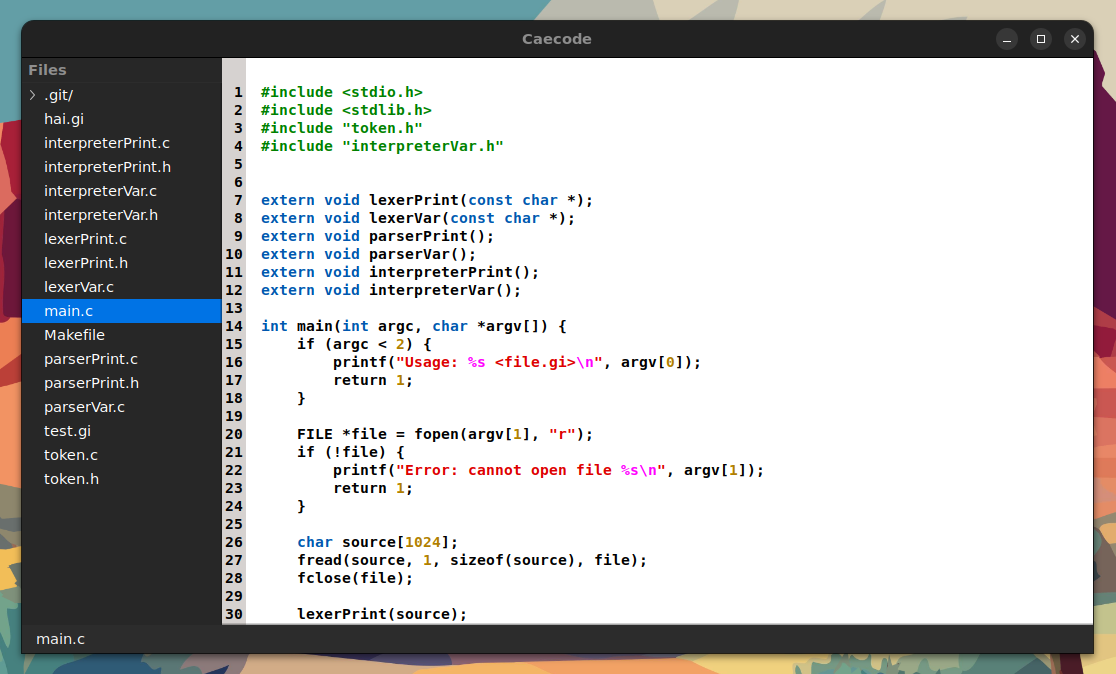 Caecode
Files
.git/
hai.gi
interpreterPrint.c
interpreterPrint.h
interpreterVar.c
interpreterVar.h
lexerPrint.c
lexerPrint.h
lexerVar.c
main.c
Makefile
parserPrint.c
parserPrint.h
parserVar.c
test.gi
token.c
token.h
1 #include <stdio.h>
2 #include <stdlib.h>
3 #include "token.h"
4 #include "interpreterVar.h"
5
6
7 extern void lexerPrint(const char *);
8 extern void lexerVar(const char *);
9 extern void parserPrint();
10 extern void parserVar();
11 extern void interpreterPrint();
12 extern void interpreterVar();
13
14 int main(int argc, char *argv[]) {
15     if (argc < 2) {
16         printf("Usage: %s <file.gi>\n", argv[0]);
17         return 1;
18     }
19
20     FILE *file = fopen(argv[1], "r");
21     if (!file) {
22         printf("Error: cannot open file %s\n", argv[1]);
23         return 1;
24     }
25
26     char source[1024];
27     fread(source, 1, sizeof(source), file);
28     fclose(file);
29
30     lexerPrint(source);
main.c